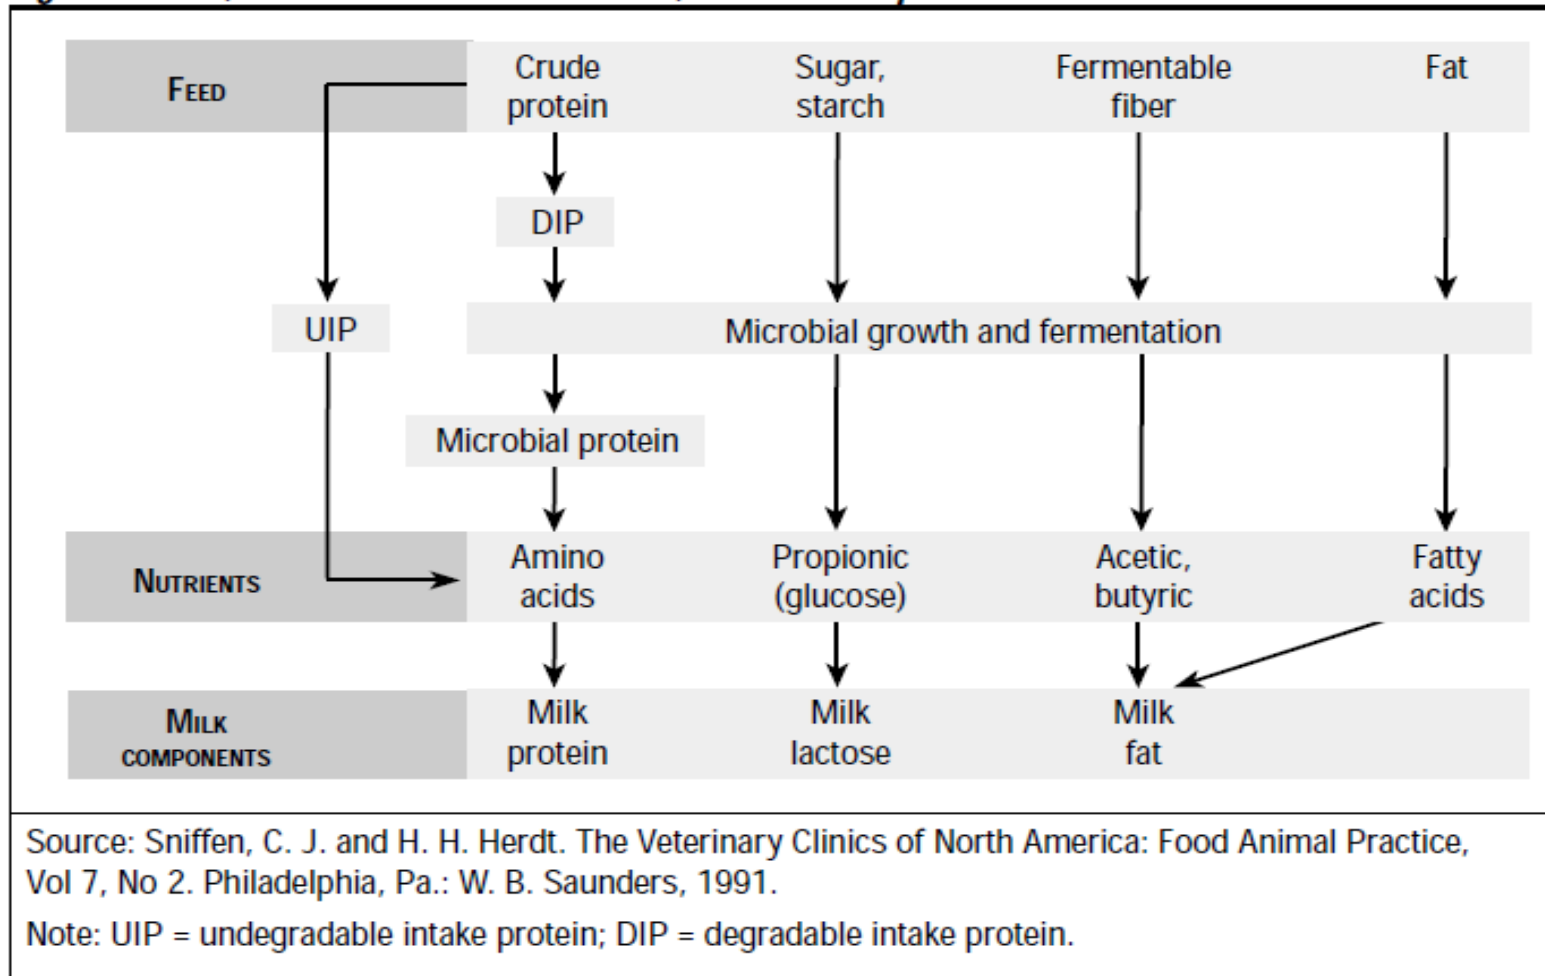 FEED
Crude protein
Sugar, starch
Fermentable fiber
Fat
DIP
UIP
Microbial growth and fermentation
Microbial protein
NUTRIENTS
Amino acids
Propionic (glucose)
Acetic, butyric
Fatty acids
MILK COMPONENTS
Milk protein
Milk lactose
Milk fat
Source: Sniffen, C. J. and H. H. Herdt. The Veterinary Clinics of North America: Food Animal Practice,
Vol 7, No 2. Philadelphia, Pa.: W. B. Saunders, 1991.
Note: UIP = undegradable intake protein; DIP = degradable intake protein.